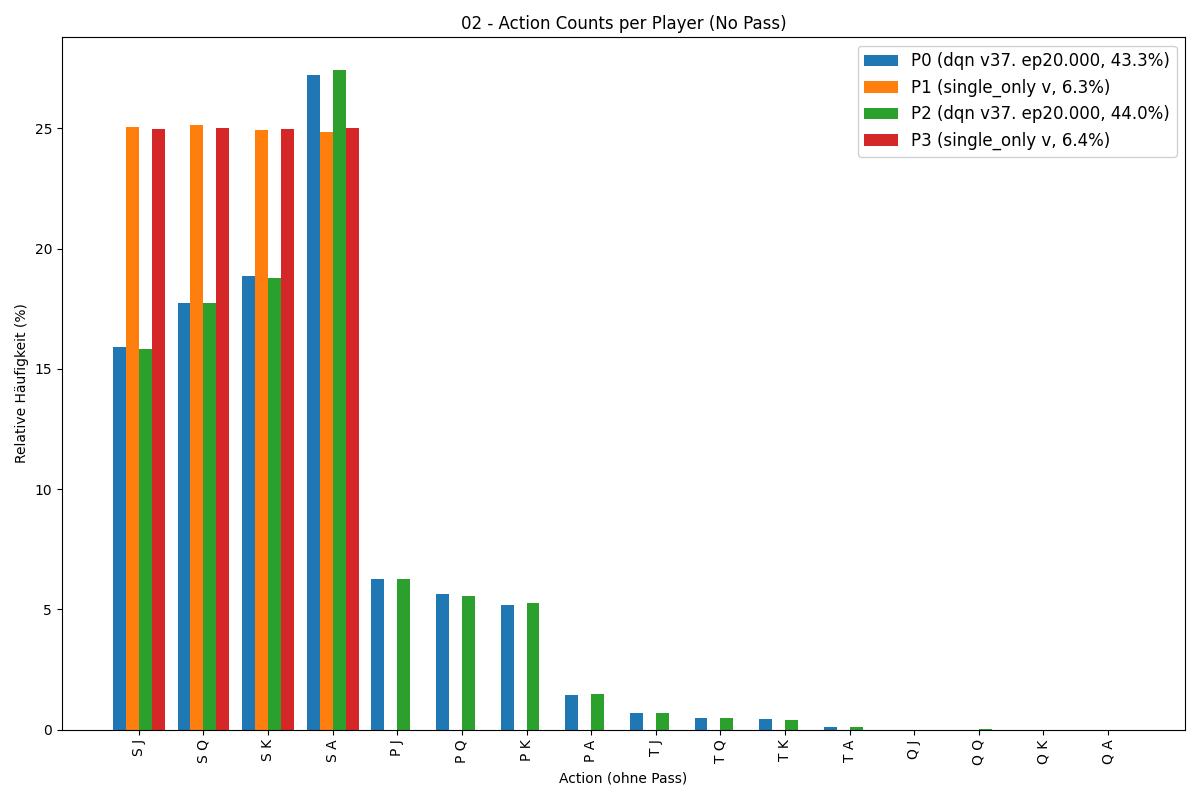 02 - Action Counts per Player (No Pass)
P0 (dqn v37. ep20.000, 43.3%)
P1 (single_only v, 6.3%)
P2 (dqn v37. ep20.000, 44.0%)
P3 (single_only v, 6.4%)
Relative Häufigkeit (%)
25
20
15
10
5
0
S J
S Q
S K
S A
P J
P Q
P K
P A
T J
T Q
T K
T A
Q J
Q Q
Q K
Q A
Action (ohne Pass)